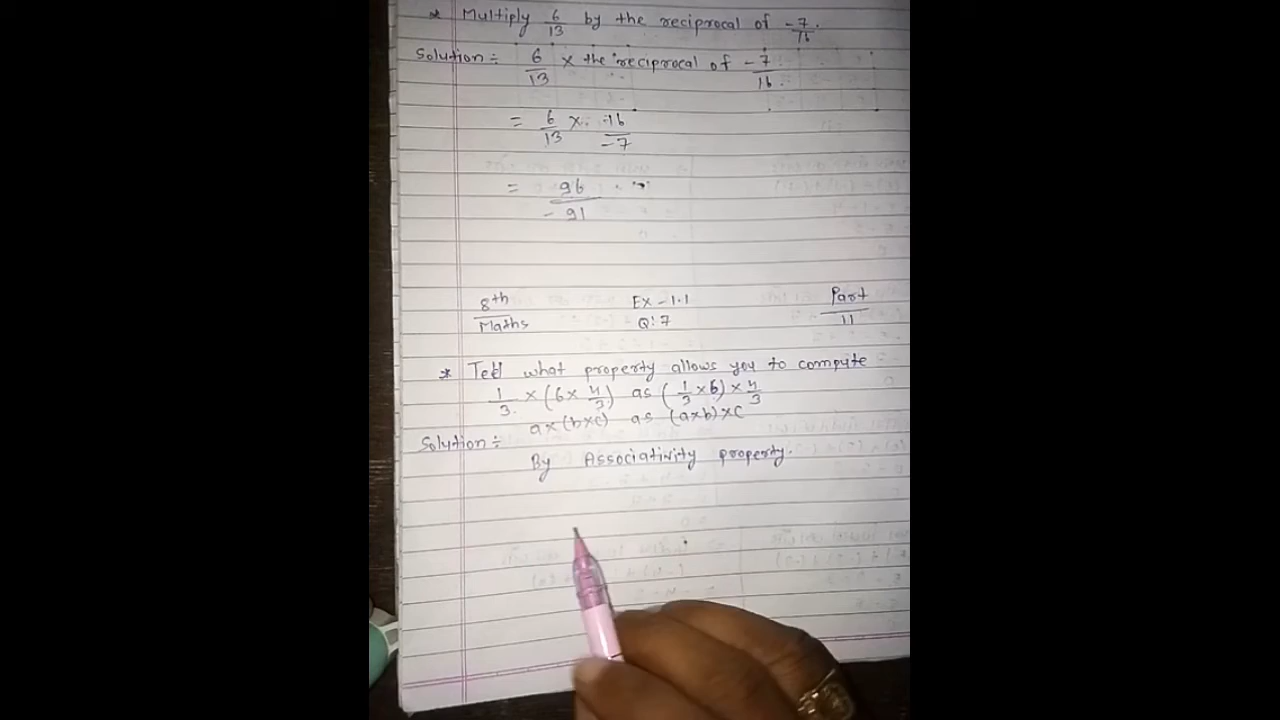 * Multiply 6/13 by the reciprocal of -7/16.
Solution ÷ 6/13 × the reciprocal of -7/16.
= 6/13 × 16/-7
= 96/-91
8th Maths Ex-1.1 Q:7 Part 11
* Tell what property allows you to compute
1/3 × (6 × 4/3) as (1/3 × 6) × 4/3
a×(b×c) as (a×b)×c
Solution ÷
By Associativity property.